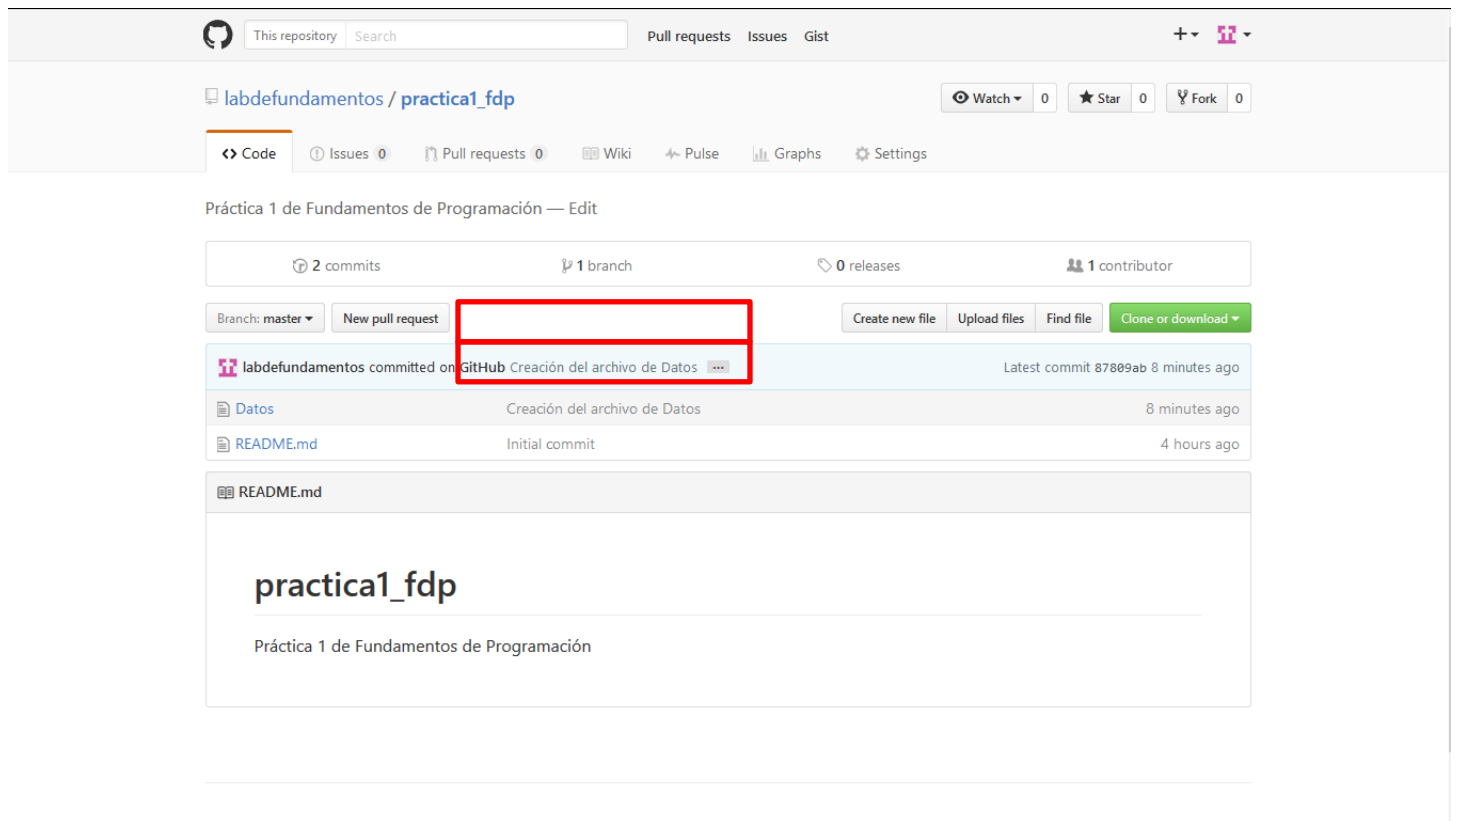 This repository Search Pull requests Issues Gist
labdefundamentos / practica1_fdp Watch 0 Star 0 Fork 0
Code Issues 0 Pull requests 0 Wiki Pulse Graphs Settings
Práctica 1 de Fundamentos de Programación — Edit
2 commits 1 branch 0 releases 1 contributor
Branch: master New pull request Create new file Upload files Find file Clone or download
labdefundamentos committed on GitHub Creación del archivo de Datos ... Latest commit 87809ab 8 minutes ago
Datos Creación del archivo de Datos 8 minutes ago
README.md Initial commit 4 hours ago
README.md
practica1_fdp
Práctica 1 de Fundamentos de Programación